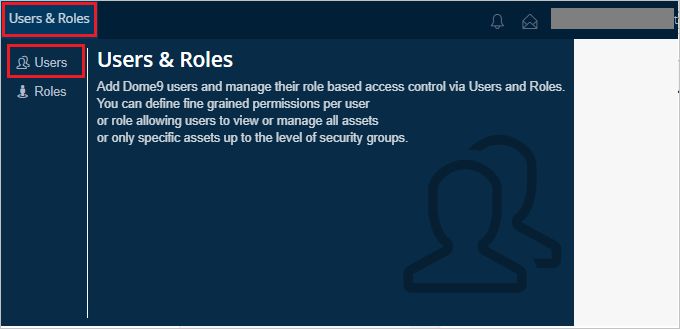 Users & Roles
Users
Roles
Users & Roles
Add Dome9 users and manage their role based access control via Users and Roles.
You can define fine grained permissions per user
or role allowing users to view or manage all assets
or only specific assets up to the level of security groups.